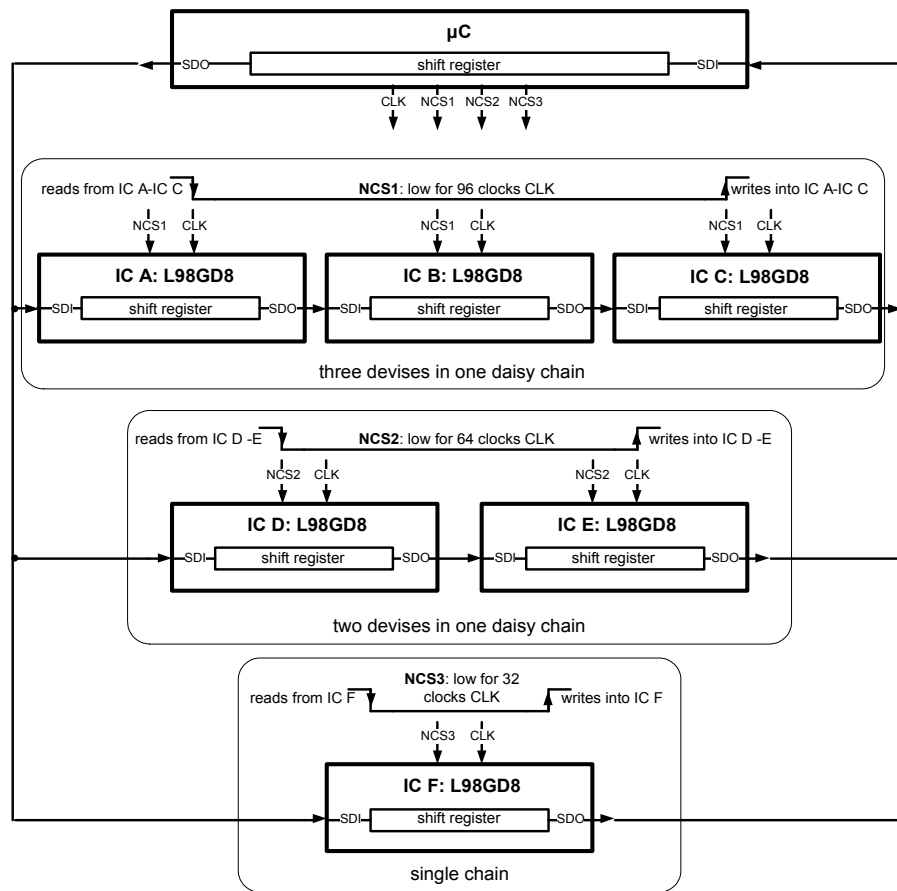 µC
SDO
shift register
SDI
CLK
NCS1
NCS2
NCS3
reads from IC A-IC C
NCS1: low for 96 clocks CLK
writes into IC A-IC C
NCS1
CLK
NCS1
CLK
NCS1
CLK
IC A: L98GD8
IC B: L98GD8
IC C: L98GD8
SDI
shift register
SDO
SDI
shift register
SDO
SDI
shift register
SDO
three devises in one daisy chain
reads from IC D -E
NCS2: low for 64 clocks CLK
writes into IC D -E
NCS2
CLK
NCS2
CLK
IC D: L98GD8
IC E: L98GD8
SDI
shift register
SDO
SDI
shift register
SDO
two devises in one daisy chain
reads from IC F
NCS3: low for 32
clocks CLK
writes into IC F
NCS3
CLK
IC F: L98GD8
SDI
shift register
SDO
single chain